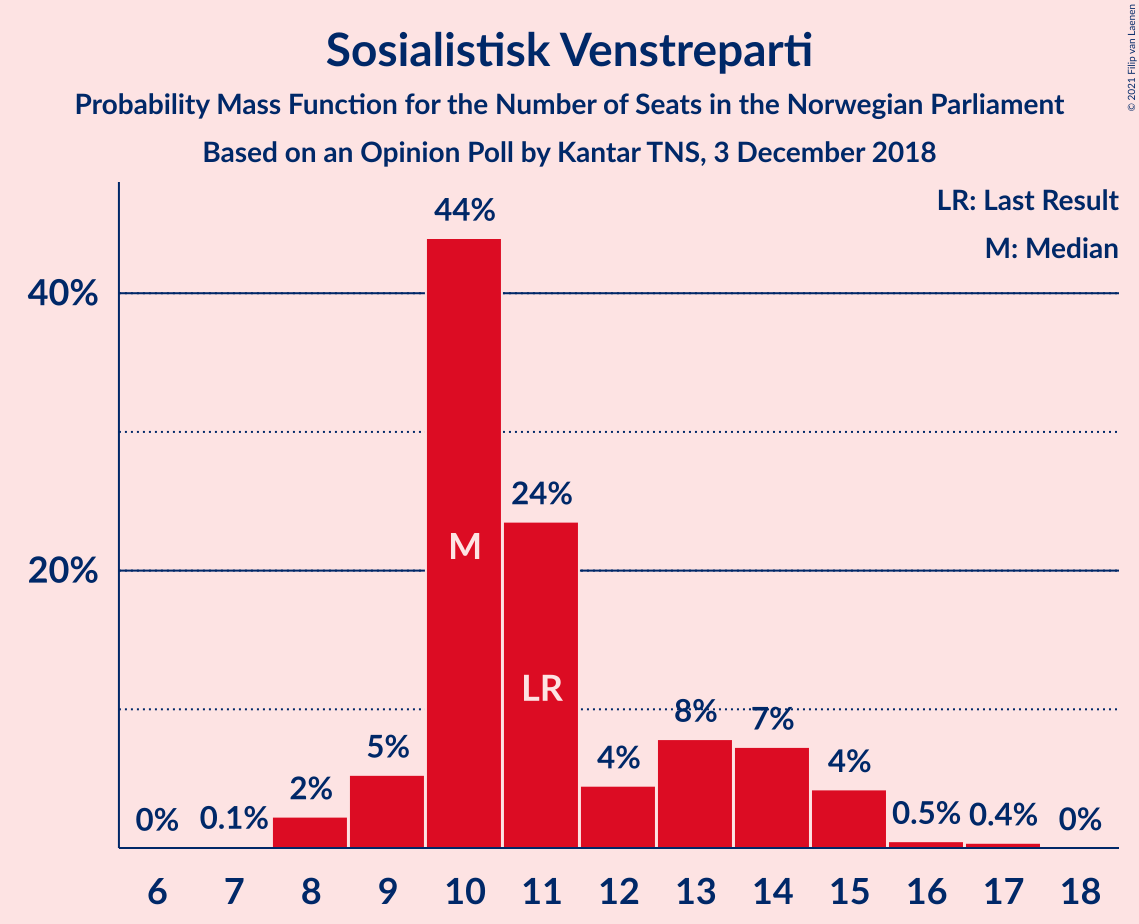 Sosialistisk Venstreparti
Probability Mass Function for the Number of Seats in the Norwegian Parliament
Based on an Opinion Poll by Kantar TNS, 3 December 2018
© 2021 Filip van Laenen
LR: Last Result
M: Median
44%
40%
24%
M
20%
LR
8%
7%
5%
4%
4%
2%
0%
0.1%
0.5%
0.4%
0%
6 7 8 9 10 11 12 13 14 15 16 17 18